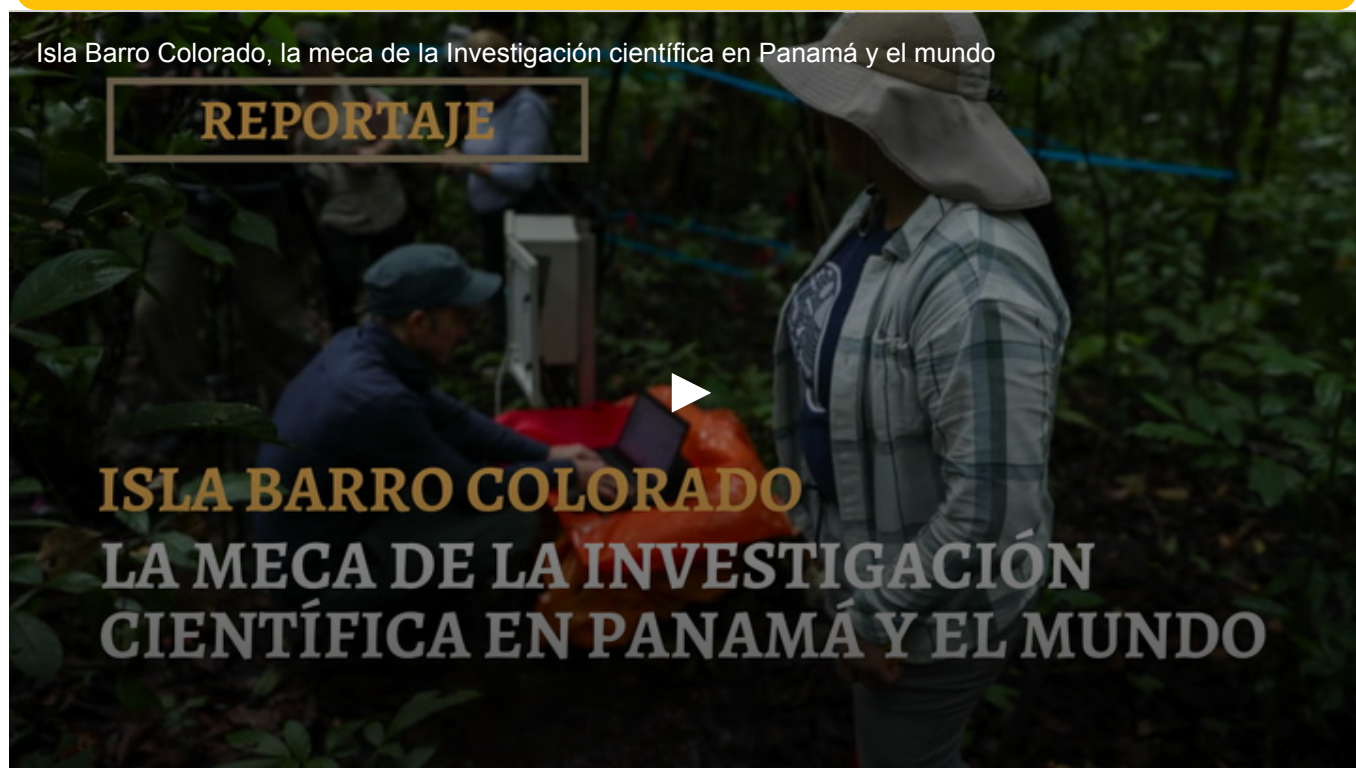 Isla Barro Colorado, la meca de la Investigación científica en Panamá y el mundo
REPORTAJE
ISLA BARRO COLORADO
LA MECA DE LA INVESTIGACIÓN
CIENTÍFICA EN PANAMÁ Y EL MUNDO